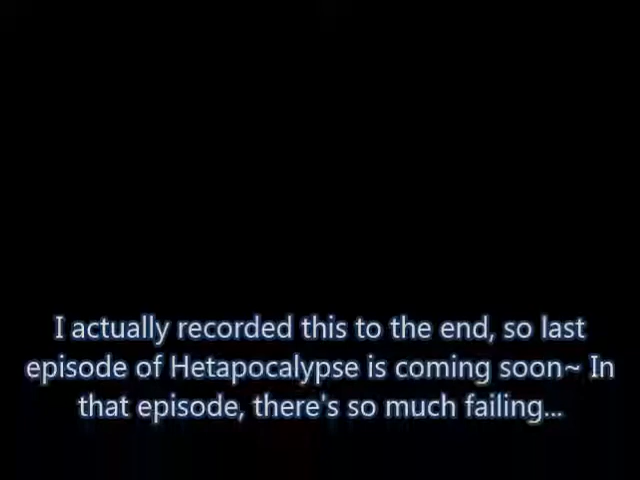 I actually recorded this to the end, so last
episode of Hetapocalypse is coming soon~ In
that episode, there's so much failing...